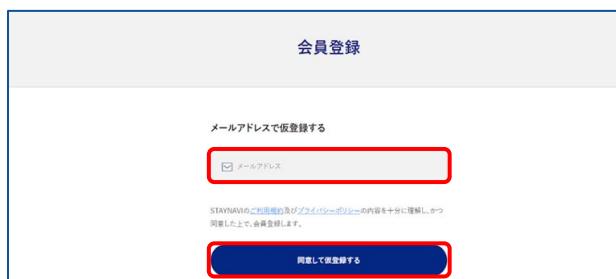 会員登録
メールアドレスで仮登録する
メールアドレス
STAYNAVIのご利用規約及びプライバシーポリシーの内容を十分に理解し、かつ
同意した上で、会員登録します。
同意して仮登録する